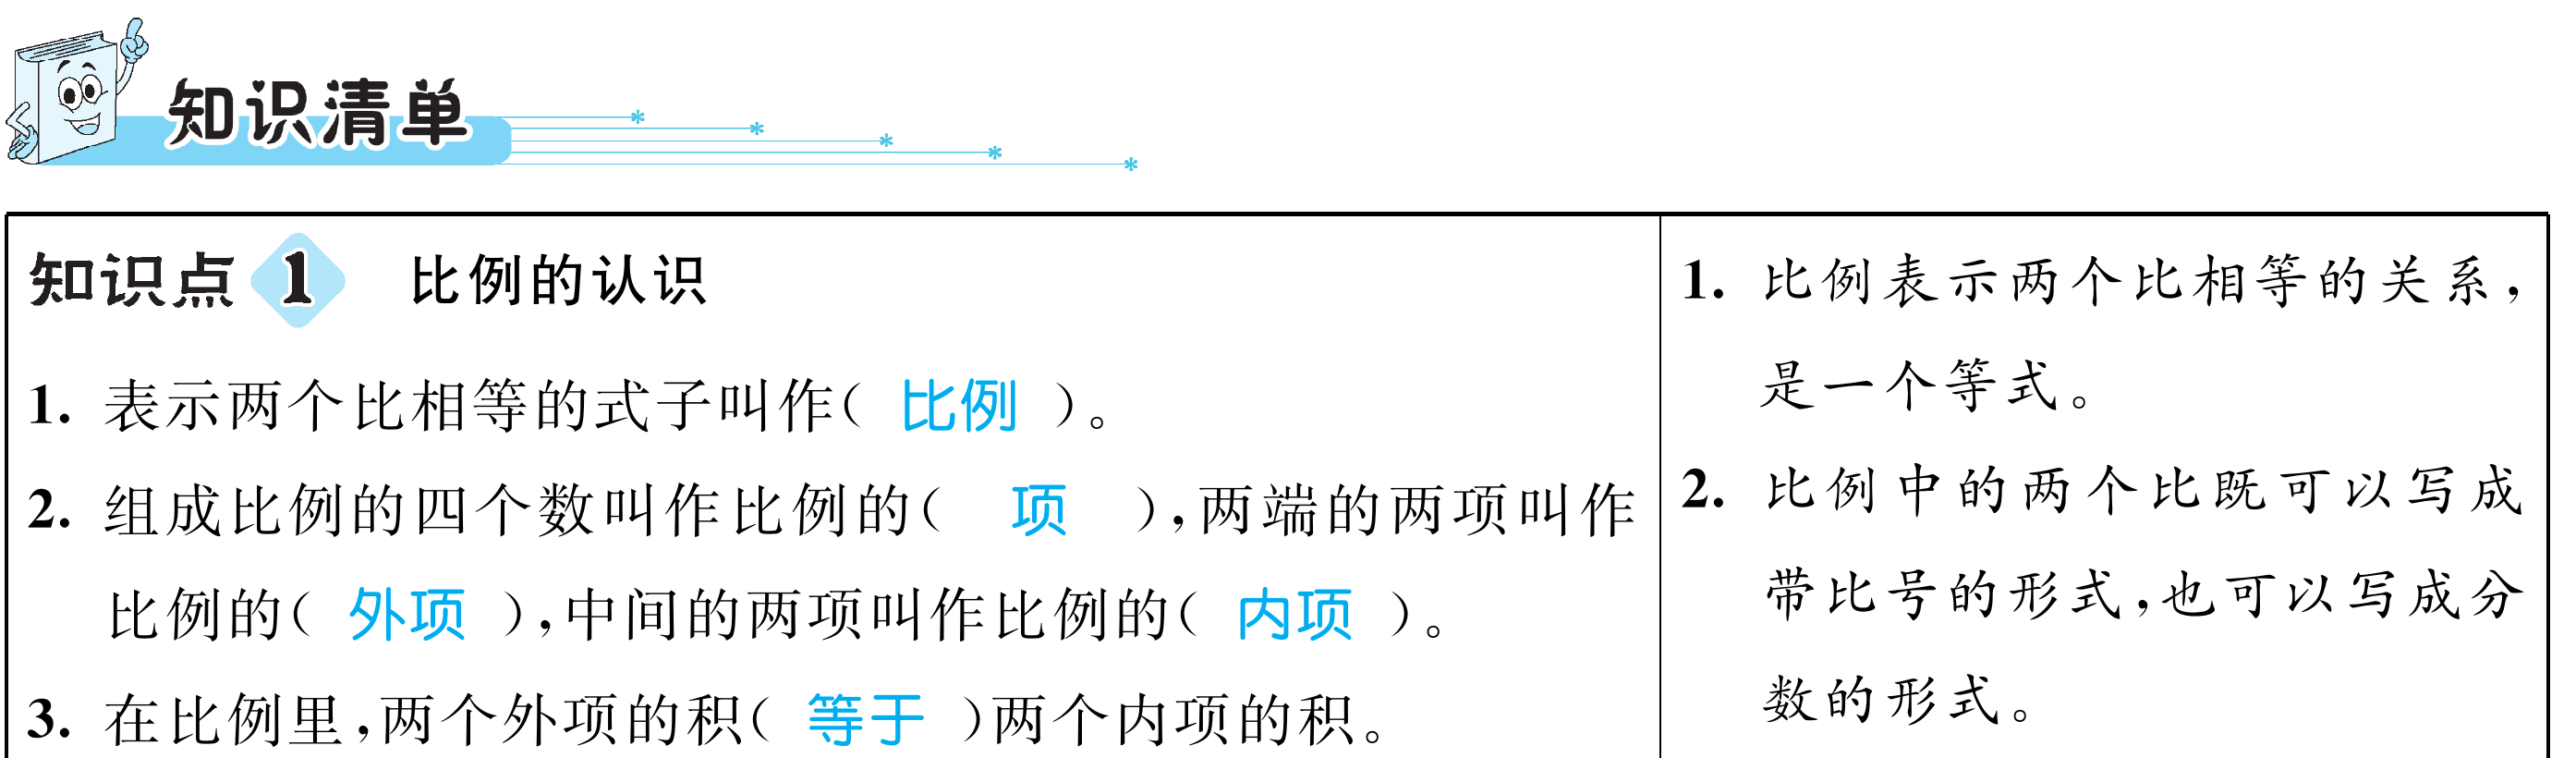 知识清单
知识点 1 比例的认识
1. 表示两个比相等的式子叫作( 比例 )。
2. 组成比例的四个数叫作比例的( 项 ),两端的两项叫作
比例的( 外项 ),中间的两项叫作比例的( 内项 )。
3. 在比例里,两个外项的积( 等于 )两个内项的积。
1. 比例表示两个比相等的关系,
是一个等式。
2. 比例中的两个比既可以写成
带比号的形式,也可以写成分
数的形式。